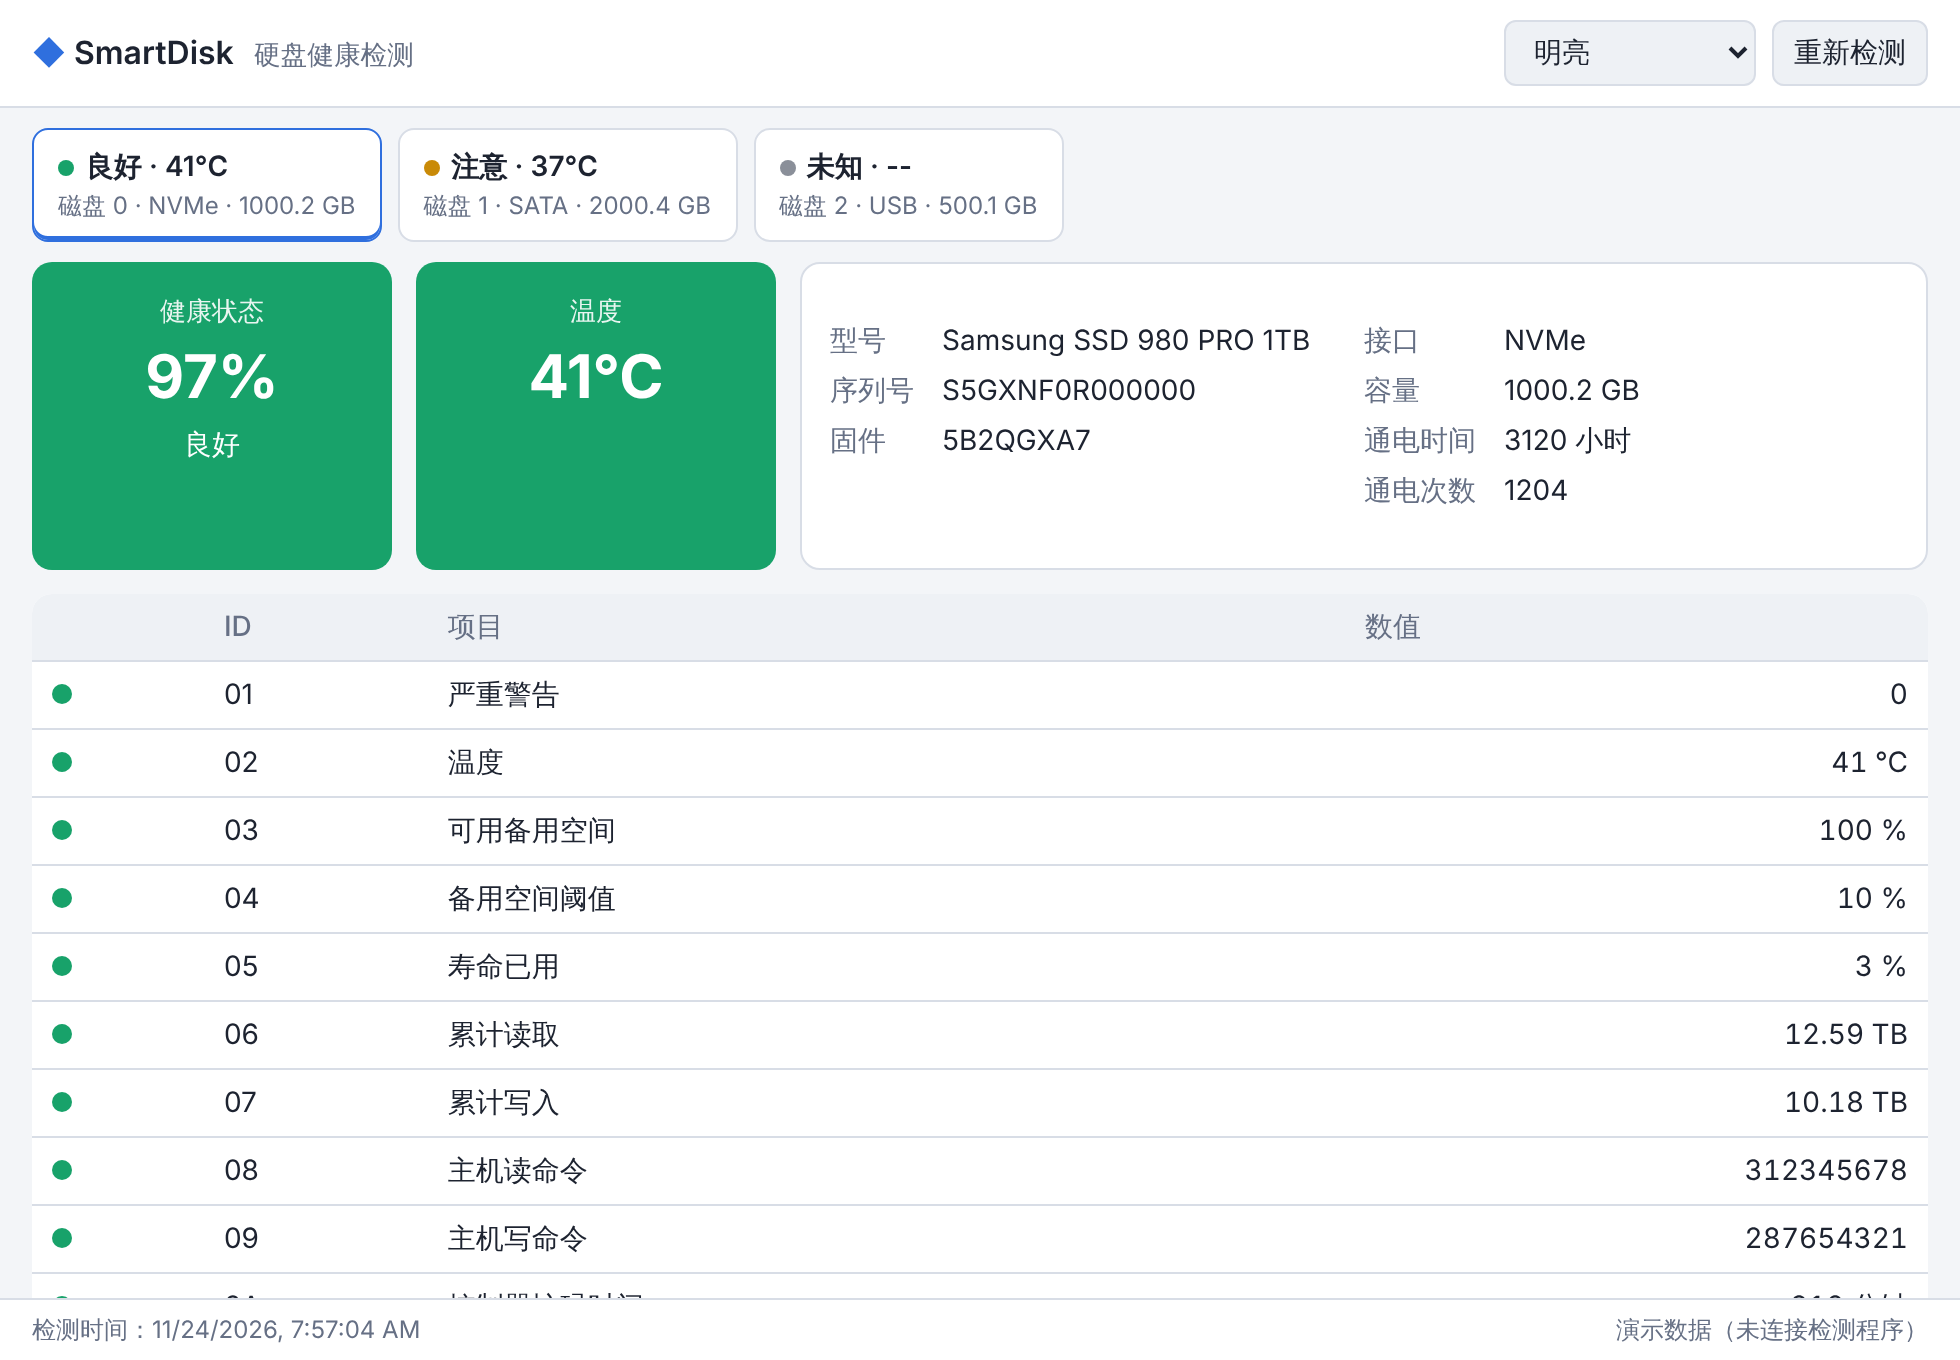 SmartDisk 硬盘健康检测
明亮
重新检测
良好 · 41°C
磁盘 0 · NVMe · 1000.2 GB
注意 · 37°C
磁盘 1 · SATA · 2000.4 GB
未知 · --
磁盘 2 · USB · 500.1 GB
健康状态
97%
良好
温度
41°C
型号 Samsung SSD 980 PRO 1TB
序列号 S5GXNF0R000000
固件 5B2QGXA7
接口 NVMe
容量 1000.2 GB
通电时间 3120 小时
通电次数 1204
ID 项目 数值
01 严重警告 0
02 温度 41 °C
03 可用备用空间 100 %
04 备用空间阈值 10 %
05 寿命已用 3 %
06 累计读取 12.59 TB
07 累计写入 10.18 TB
08 主机读命令 312345678
09 主机写命令 287654321
检测时间：11/24/2026, 7:57:04 AM
演示数据（未连接检测程序）